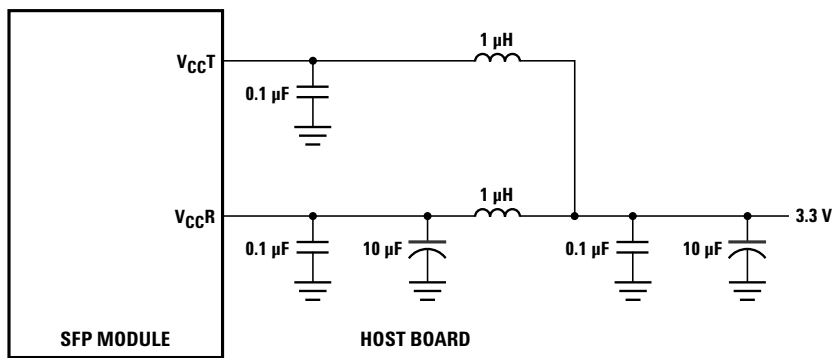 1 µH
VCCT
0.1 µF
1 µH
VCCR
3.3 V
0.1 µF
10 µF
0.1 µF
10 µF
SFP MODULE
HOST BOARD